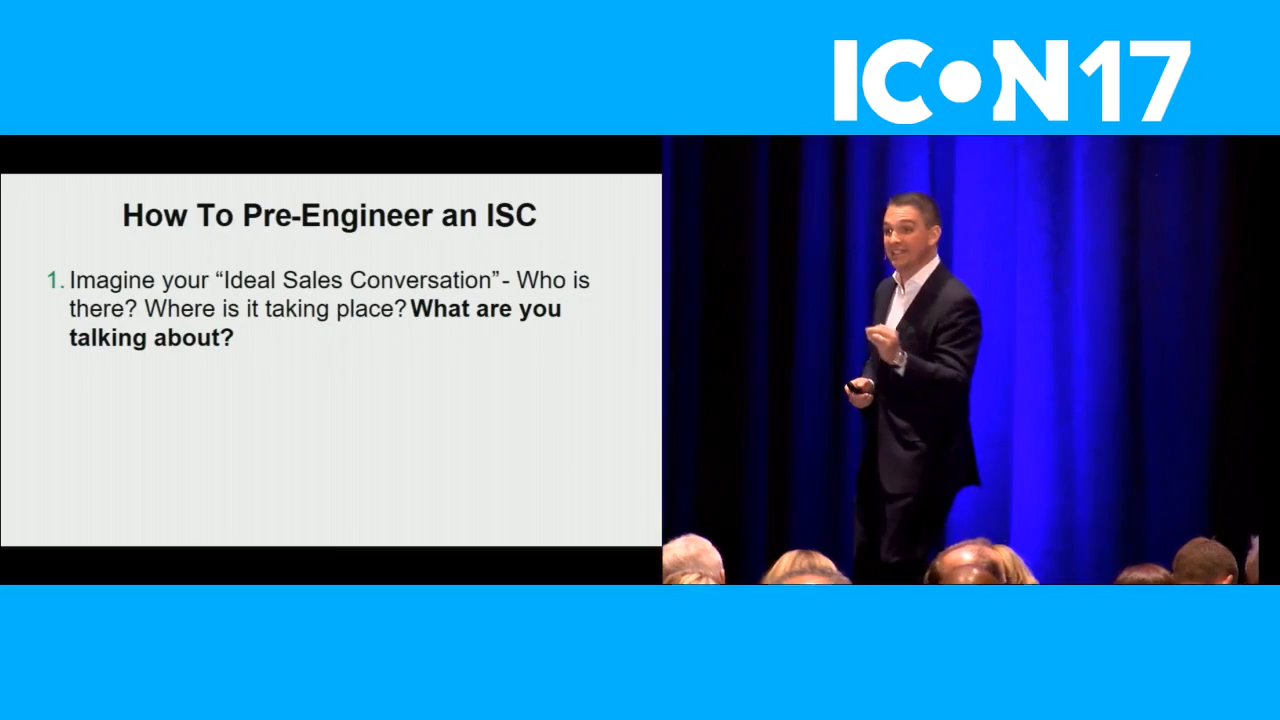 ICON17
How To Pre-Engineer an ISC
1. Imagine your “Ideal Sales Conversation”- Who is
there? Where is it taking place? What are you
talking about?